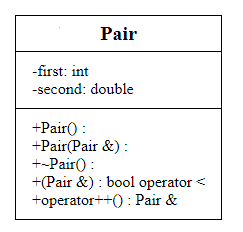 Pair
-first: int
-second: double
+Pair() :
+Pair(Pair &) :
+~Pair() :
+(Pair &) : bool operator <
+operator++() : Pair &